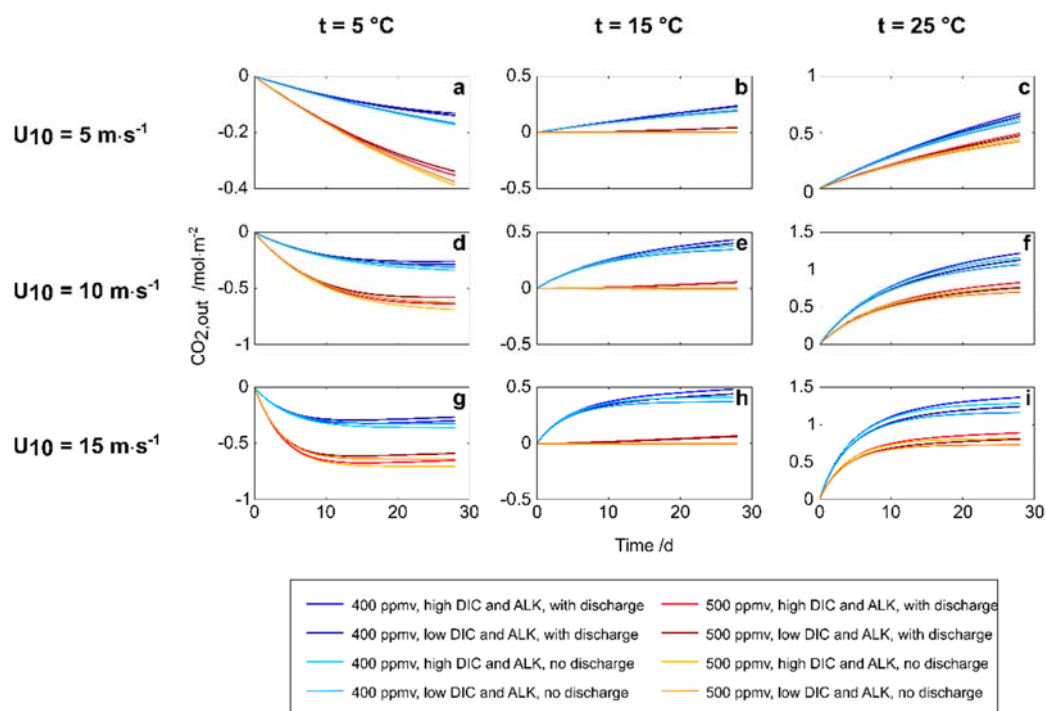 t = 5 °C t = 15 °C t = 25 °C
U10 = 5 m·s-1
0 -0.2 -0.4 a
0.5 0 -0.5 b
1 0.5 0 c
U10 = 10 m·s-1
CO2,out /mol·m-2
0 -0.5 -1 d
0.5 0 -0.5 e
1.5 1 0.5 0 f
U10 = 15 m·s-1
0 -0.5 -1 g
0.5 0 -0.5 h
1.5 1 0.5 0 i
0 10 20 30 0 10 20 30 0 10 20 30
Time /d
400 ppmv, high DIC and ALK, with discharge
400 ppmv, low DIC and ALK, with discharge
400 ppmv, high DIC and ALK, no discharge
400 ppmv, low DIC and ALK, no discharge
500 ppmv, high DIC and ALK, with discharge
500 ppmv, low DIC and ALK, with discharge
500 ppmv, high DIC and ALK, no discharge
500 ppmv, low DIC and ALK, no discharge